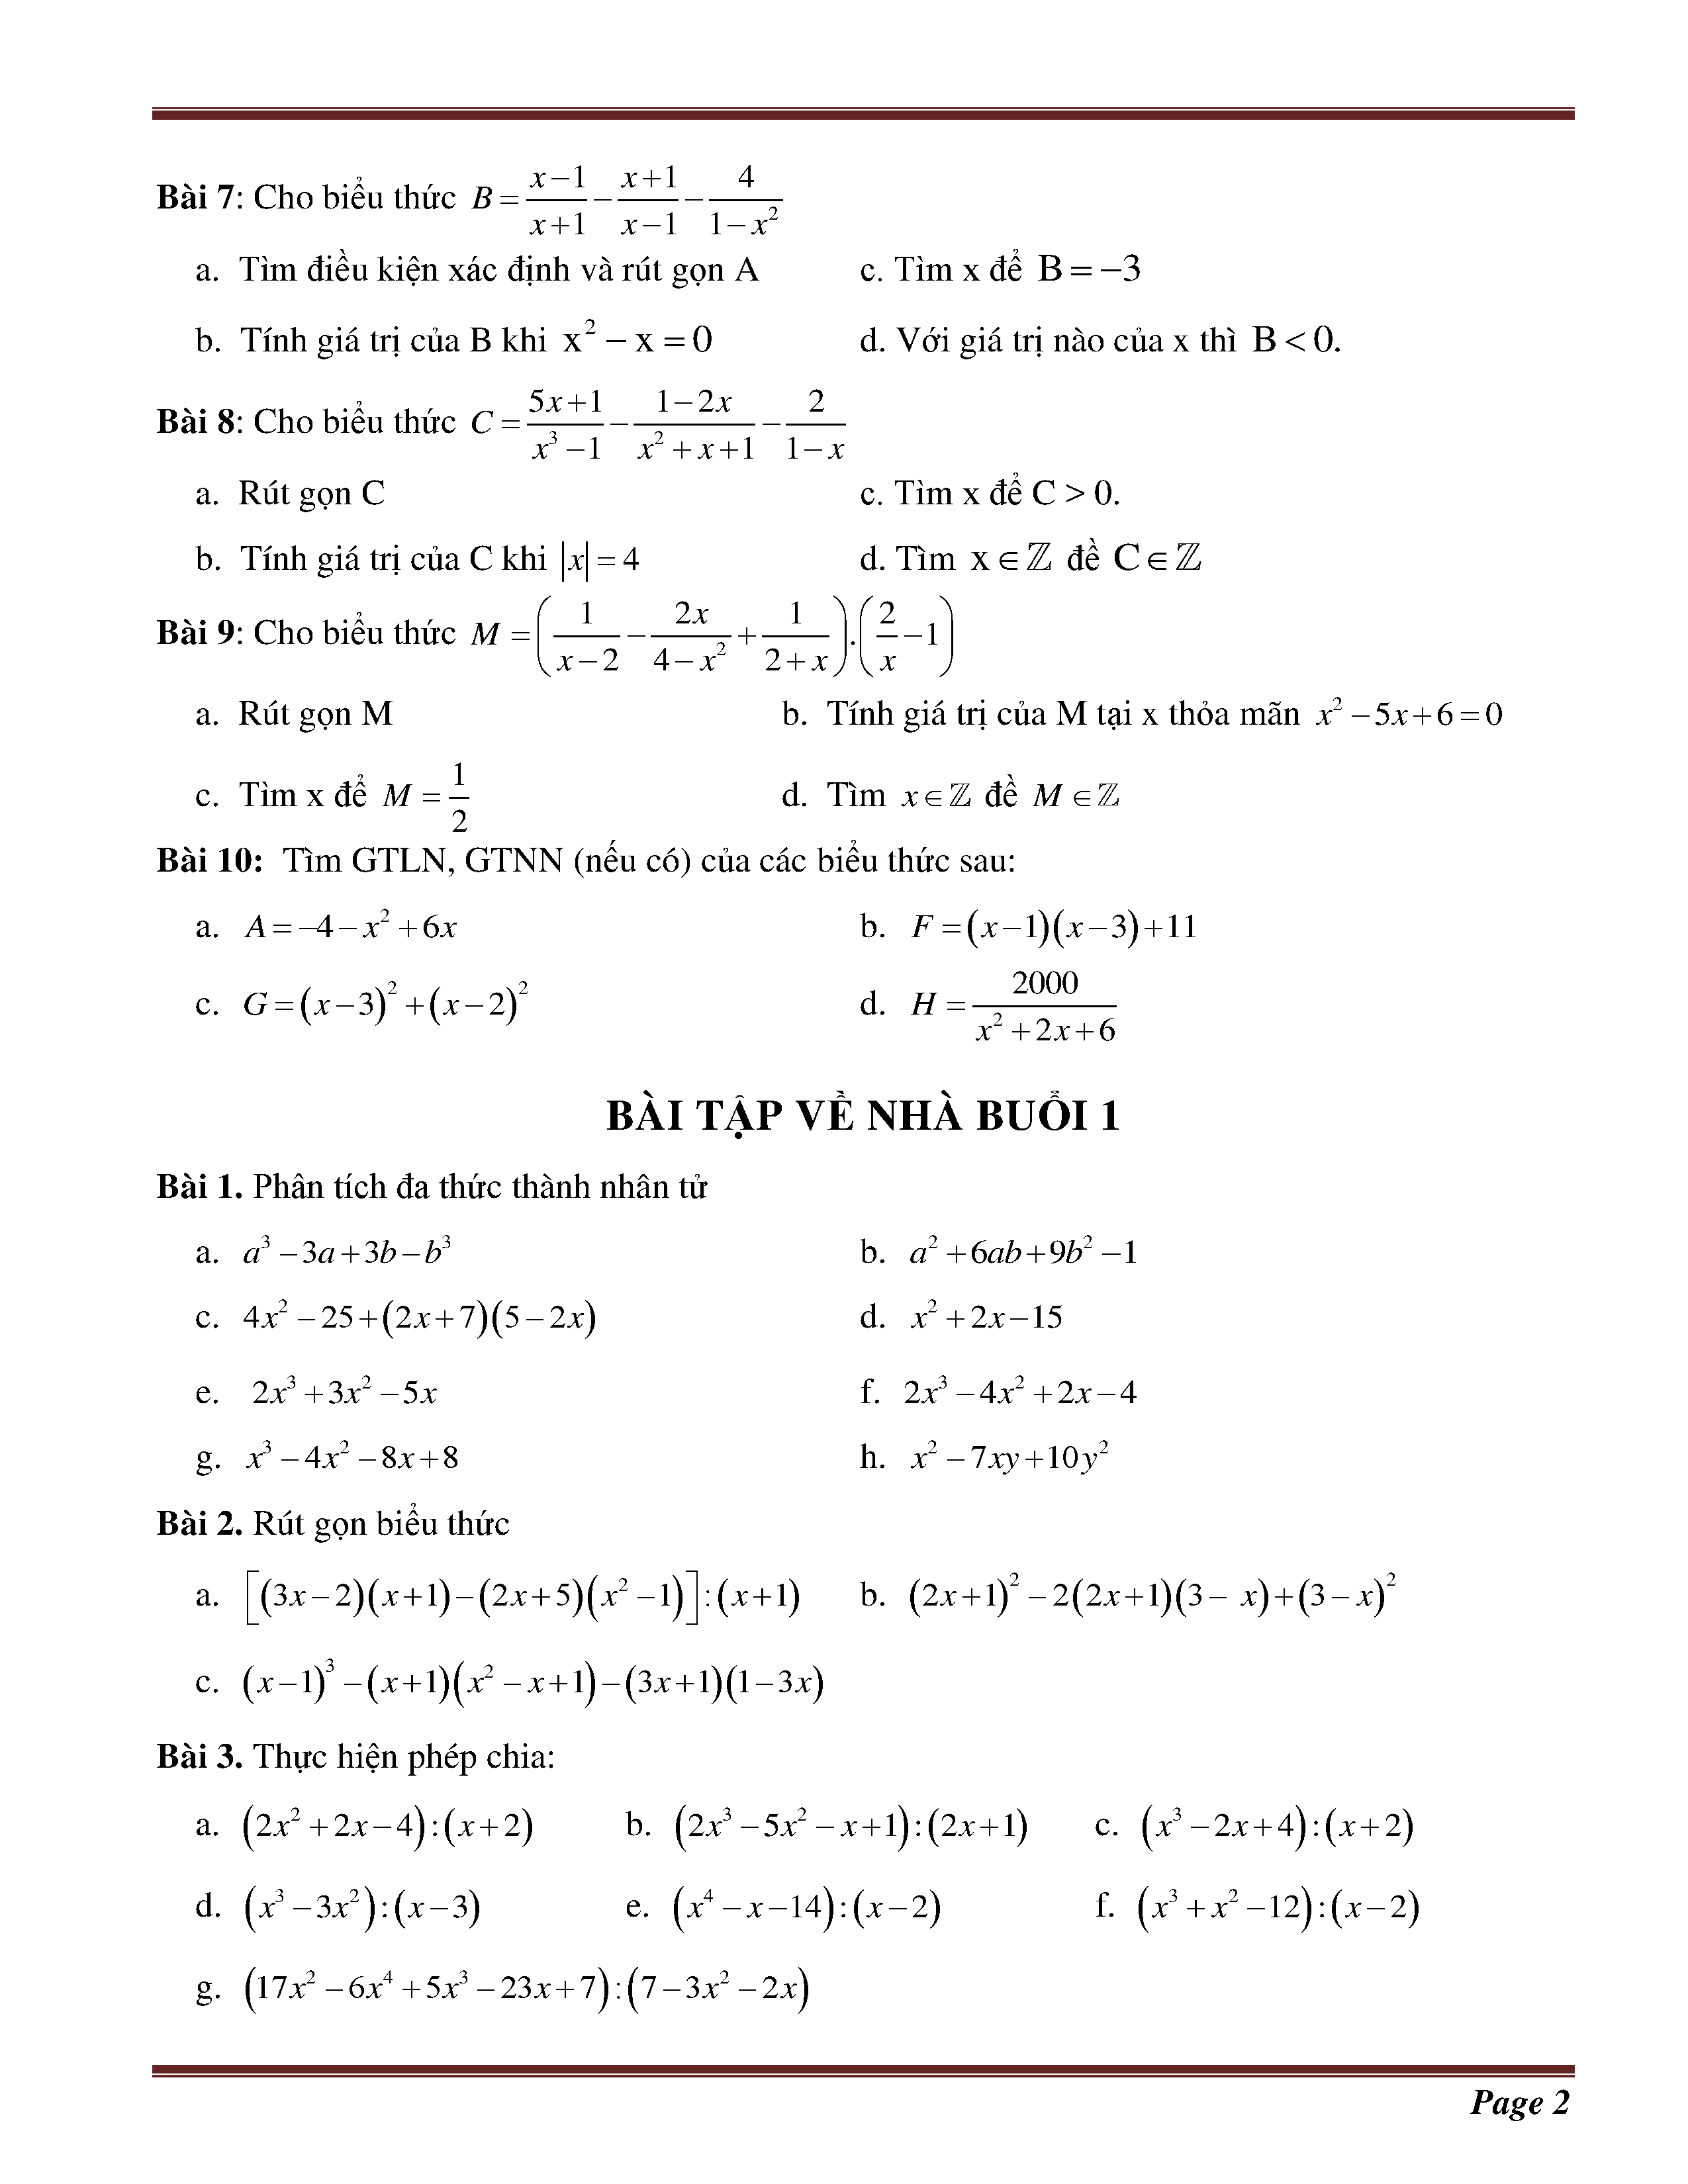 Bài 7: Cho biểu thức $B=\frac{x-1}{x+1}-\frac{x+1}{x-1}-\frac{4}{1-x^2}$
a. Tìm điều kiện xác định và rút gọn A c. Tìm x để B = −3
b. Tính giá trị của B khi $x^2-x=0$ d. Với giá trị nào của x thì B < 0.
Bài 8: Cho biểu thức $C=\frac{5x+1}{x^3-1}-\frac{1-2x}{x^2+x+1}-\frac{2}{1-x}$
a. Rút gọn C c. Tìm x để C > 0.
b. Tính giá trị của C khi $|x|=4$ d. Tìm $x\in\mathbb{Z}$ đề $C\in\mathbb{Z}$
Bài 9: Cho biểu thức $M=\left(\frac{1}{x-2}-\frac{2x}{4-x^2}+\frac{1}{2+x}\right).\left(\frac{2}{x}-1\right)$
a. Rút gọn M b. Tính giá trị của M tại x thỏa mãn $x^2-5x+6=0$
c. Tìm x để $M=\frac{1}{2}$ d. Tìm $x\in\mathbb{Z}$ đề $M\in\mathbb{Z}$
Bài 10: Tìm GTLN, GTNN (nếu có) của các biểu thức sau:
a. $A=-4-x^2+6x$ b. $F=(x-1)(x-3)+11$
c. $G=(x-3)^2+(x-2)^2$ d. $H=\frac{2000}{x^2+2x+6}$
BÀI TẬP VỀ NHÀ BUỔI 1
Bài 1. Phân tích đa thức thành nhân tử
a. $a^3-3a+3b-b^3$ b. $a^2+6ab+9b^2-1$
c. $4x^2-25+(2x+7)(5-2x)$ d. $x^2+2x-15$
e. $2x^3+3x^2-5x$ f. $2x^3-4x^2+2x-4$
g. $x^3-4x^2-8x+8$ h. $x^2-7xy+10y^2$
Bài 2. Rút gọn biểu thức
a. $\left[(3x-2)(x+1)-(2x+5)(x^2-1)\right]:(x+1)$ b. $(2x+1)^2-2(2x+1)(3-x)+(3-x)^2$
c. $(x-1)^3-(x+1)(x^2-x+1)-(3x+1)(1-3x)$
Bài 3. Thực hiện phép chia:
a. $(2x^2+2x-4):(x+2)$ b. $(2x^3-5x^2-x+1):(2x+1)$ c. $(x^3-2x+4):(x+2)$
d. $(x^3-3x^2):(x-3)$ e. $(x^4-x-14):(x-2)$ f. $(x^3+x^2-12):(x-2)$
g. $(17x^2-6x^4+5x^3-23x+7):(7-3x^2-2x)$
Page 2